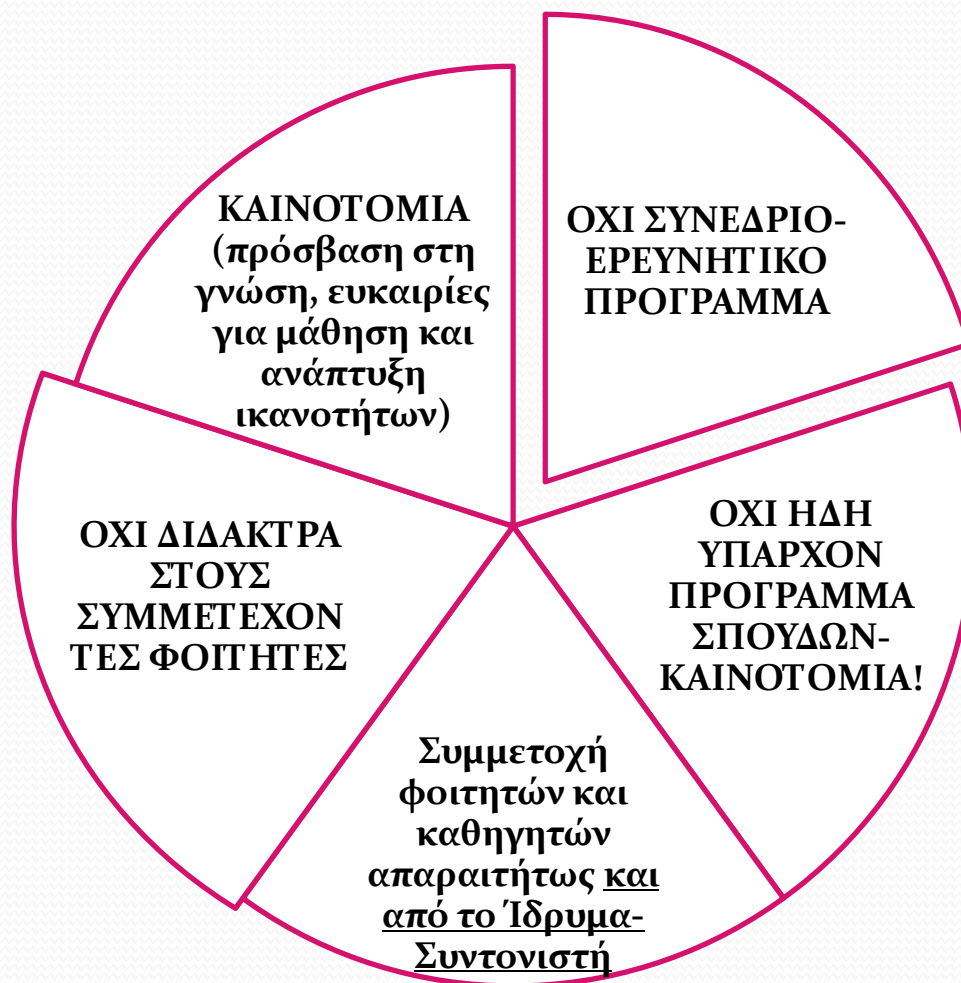 ΟΧΙ ΣΥΝΕΔΡΙΟ-
ΕΡΕΥΝΗΤΙΚΟ
ΠΡΟΓΡΑΜΜΑ
ΟΧΙ ΗΔΗ
ΥΠΑΡΧΟΝ
ΠΡΟΓΡΑΜΜΑ
ΣΠΟΥΔΩΝ-
ΚΑΙΝΟΤΟΜΙΑ!
Συμμετοχή
φοιτητών και
καθηγητών
απαραιτήτως και
από το Ίδρυμα-
Συντονιστή
ΟΧΙ ΔΙΔΑΚΤΡΑ
ΣΤΟΥΣ
ΣΥΜΜΕΤΕΧΟΝ
ΤΕΣ ΦΟΙΤΗΤΕΣ
ΚΑΙΝΟΤΟΜΙΑ
(πρόσβαση στη
γνώση, ευκαιρίες
για μάθηση και
ανάπτυξη
ικανοτήτων)